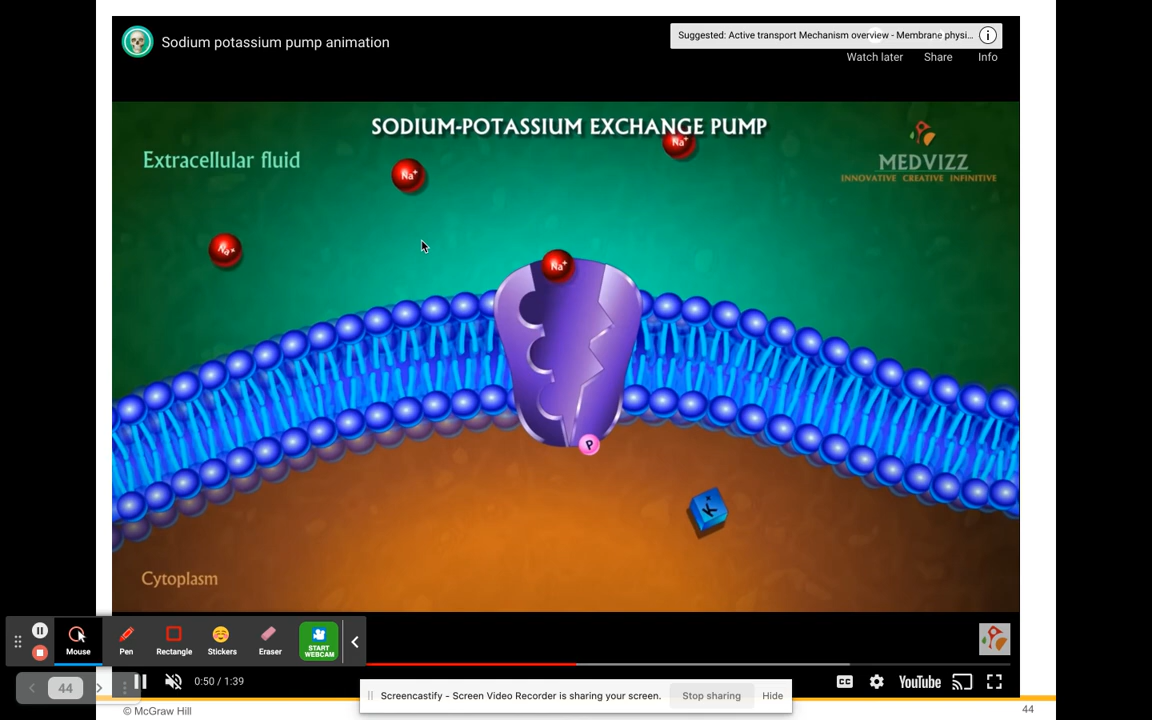 Sodium potassium pump animation
Suggested: Active transport Mechanism overview - Membrane physi...
Watch later
Share
Info
SODIUM-POTASSIUM EXCHANGE PUMP
Extracellular fluid
MEDVIZZ
INNOVATIVE CREATIVE INFINITIVE
Na+
Na+
Na+
Na+
P
K+
Cytoplasm
Mouse
Pen
Rectangle
Stickers
Eraser
START
WEBCAM
44
0:50 / 1:39
Screencastify - Screen Video Recorder is sharing your screen.
Stop sharing
Hide
CC
YouTube
© McGraw Hill
44